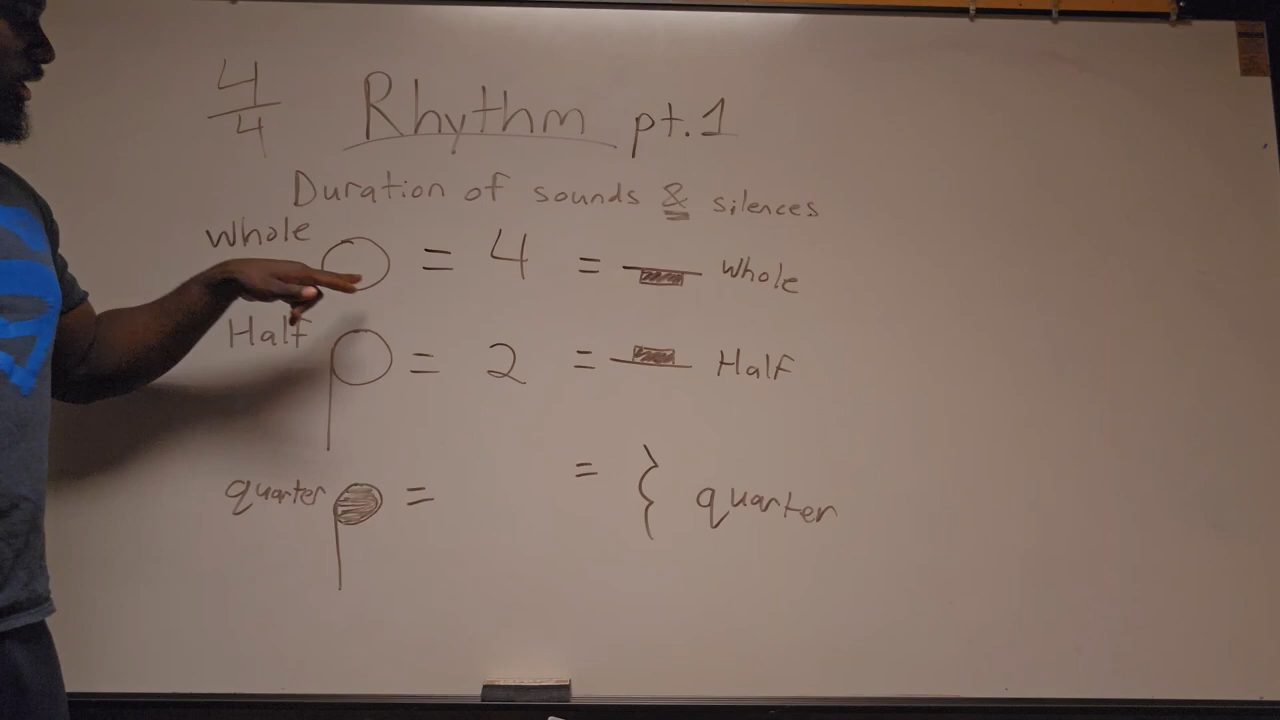 4/4 Rhythm pt.1
Duration of sounds & silences
Whole = 4 = Whole
Half = 2 = Half
quarter = = quarter